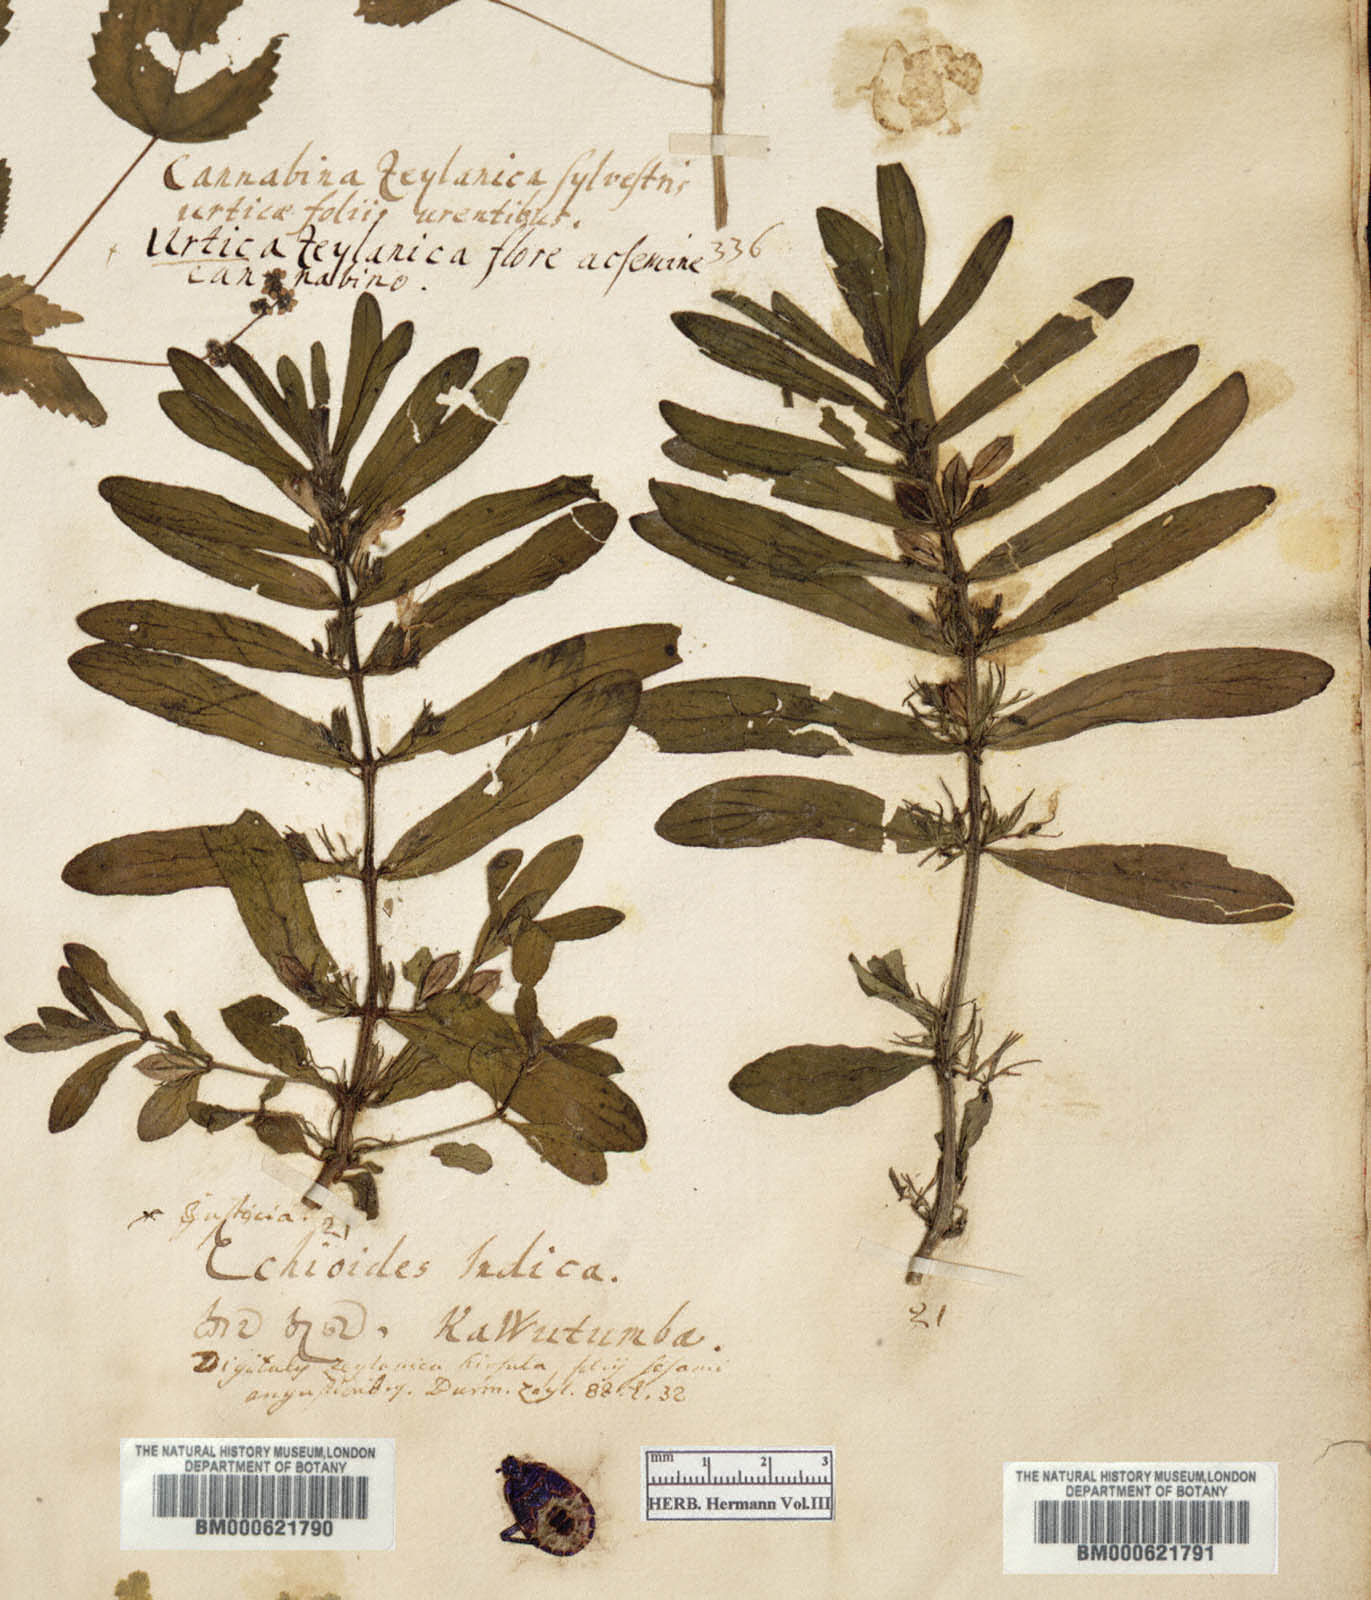 Cannabina Zeylanica sylvestris
urticæ foliis urentibus.
Urtica Zeylanica flore ac semine 336
cannabino.
* Justicia. 21
Echioides Indica.
KaWutumba.
Digitalis zeylanica hirsuta, folii sesami
angustioribus. Burm. Zeyl. 88. t. 32
21
THE NATURAL HISTORY MUSEUM, LONDON
DEPARTMENT OF BOTANY
BM000621790
mm 1 2 3
HERB. Hermann Vol.III
THE NATURAL HISTORY MUSEUM, LONDON
DEPARTMENT OF BOTANY
BM000621791